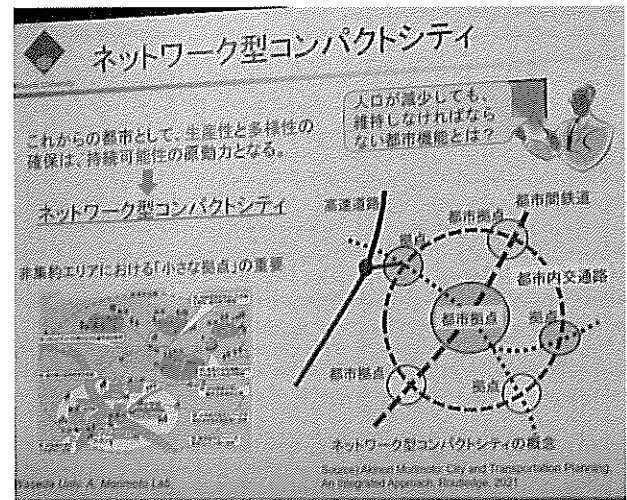 ネットワーク型コンパクトシティ
これからの都市として、生産性と多様性の
確保は、持続可能性の原動力となる。
人口が減少しても、
維持しなければなら
ない都市機能とは？
ネットワーク型コンパクトシティ
非集約エリアにおける「小さな拠点」の重要
高速道路
都市間鉄道
都市拠点
拠点
都市内交通路
都市拠点
拠点
都市拠点
拠点
ネットワーク型コンパクトシティの概念
Waseda Univ. A. Morimoto Lab.
Source) Akinori Morimoto, City and Transportation Planning:
An Integrated Approach, Routledge, 2021